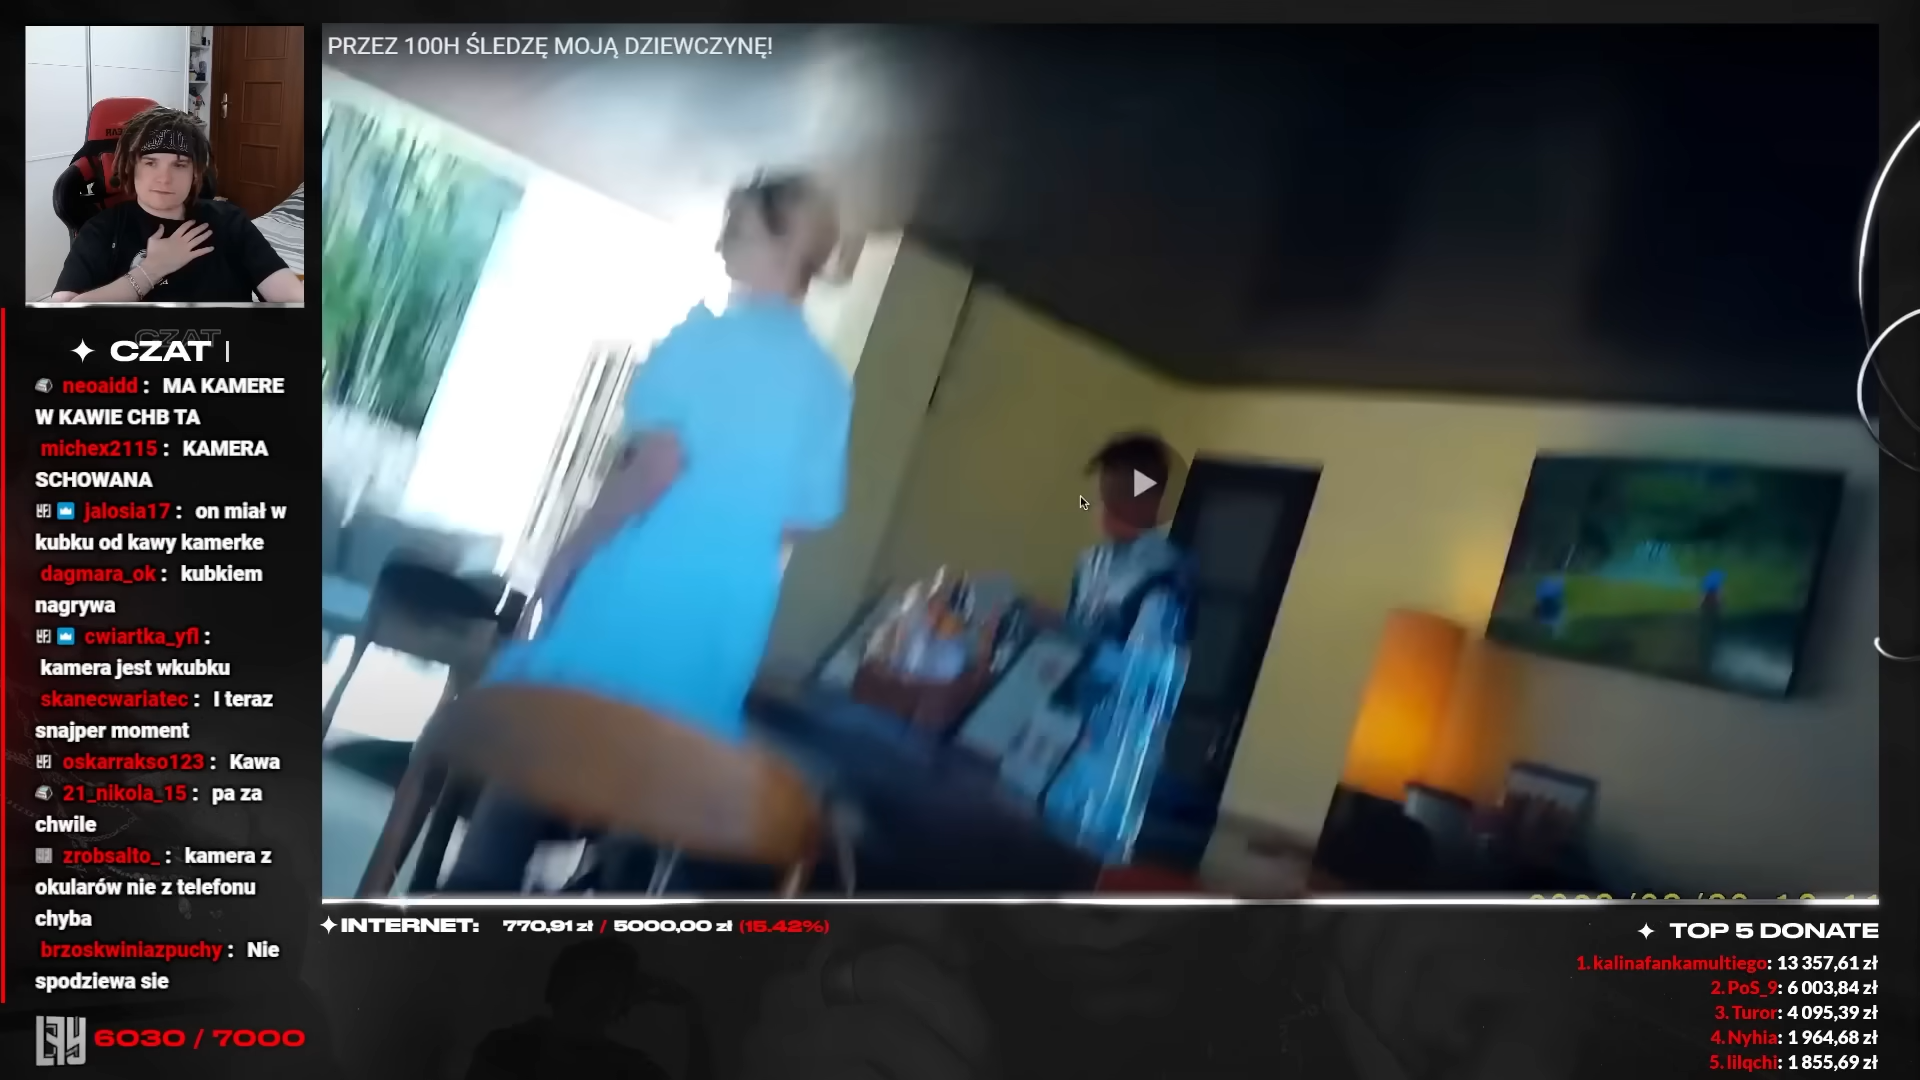 PRZEZ 100H ŚLEDZĘ MOJĄ DZIEWCZYNĘ!
CZAT
neoaidd: MA KAMERE
W KAWIE CHB TA
michex2115: KAMERA
SCHOWANA
jalosia17: on miał w
kubku od kawy kamerke
dagmara_ok: kubkiem
nagrywa
cwiartka_yfl:
kamera jest wkubku
skanecwariatec: I teraz
snajper moment
oskarrakso123: Kawa
21_nikola_15: pa za
chwile
zrobsalto_: kamera z
okularów nie z telefonu
chyba
brzoskwiniazpuchy: Nie
spodziewa sie
6030 / 7000
INTERNET: 770,91 zł / 5000,00 zł (15.42%)
TOP 5 DONATE
1. kalinafankamultiego: 13 357,61 zł
2. PoS_9: 6 003,84 zł
3. Turor: 4 095,39 zł
4. Nyhia: 1 964,68 zł
5. lilqchi: 1 855,69 zł